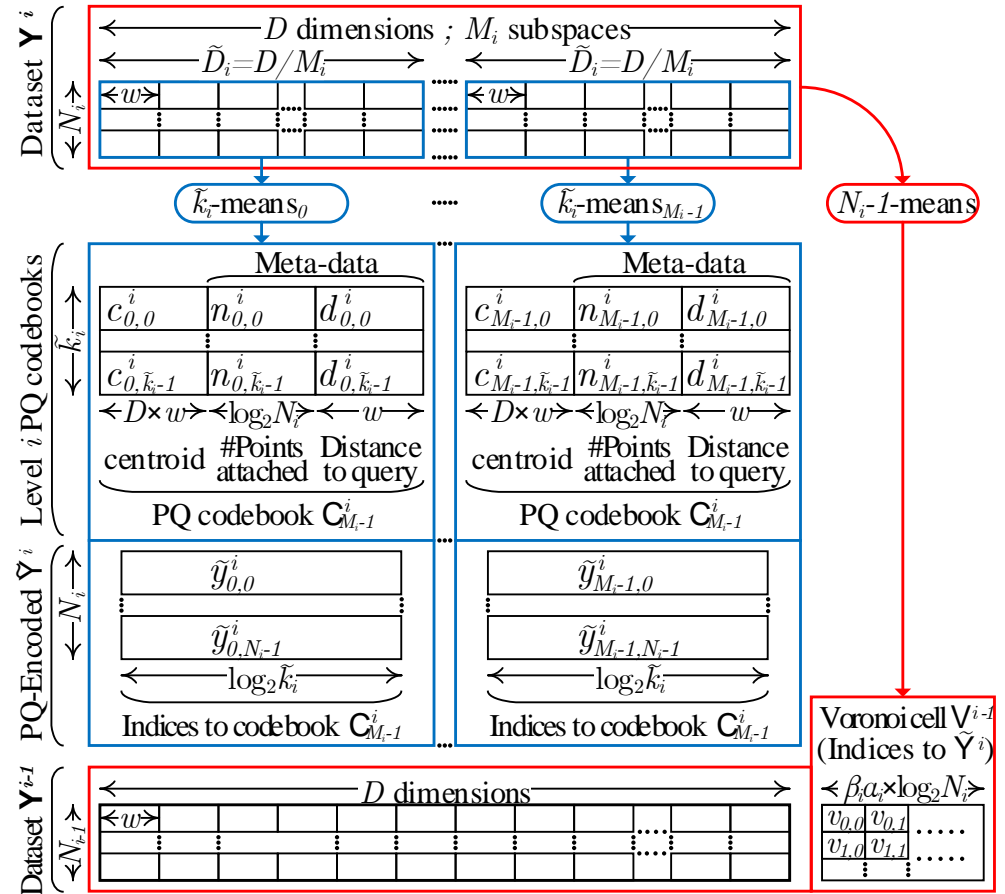 Dataset Y^i
D dimensions ; M_i subspaces
D̃_i=D/M_i
D̃_i=D/M_i
N_i
w
w
k̃_i-means_0
k̃_i-means_{M_i-1}
N_{i}-1-means
Level i PQ codebooks
Meta-data
Meta-data
k̃_i
c^i_{0,0} n^i_{0,0} d^i_{0,0}
c^i_{M_i-1,0} n^i_{M_i-1,0} d^i_{M_i-1,0}
c^i_{0,k̃_i-1} n^i_{0,k̃_i-1} d^i_{0,k̃_i-1}
c^i_{M_i-1,k̃_i-1} n^i_{M_i-1,k̃_i-1} d^i_{M_i-1,k̃_i-1}
D×w log_2N_i w
D×w log_2N_i w
centroid #Points attached Distance to query
centroid #Points attached Distance to query
PQ codebook C^i_{M_i-1}
PQ codebook C^i_{M_i-1}
PQ-Encoded Ỹ^i
N_i
ỹ^i_{0,0}
ỹ^i_{M_i-1,0}
ỹ^i_{0,N_i-1}
ỹ^i_{M_i-1,N_i-1}
log_2k̃_i
log_2k̃_i
Indices to codebook C^i_{M_i-1}
Indices to codebook C^i_{M_i-1}
Voronoi cell V^{i-1}
(Indices to Ỹ^i)
β_iα_i×log_2N_i
v_{0,0} v_{0,1}
v_{1,0} v_{1,1}
Dataset Y^{i-1}
D dimensions
N_{i-1}
w